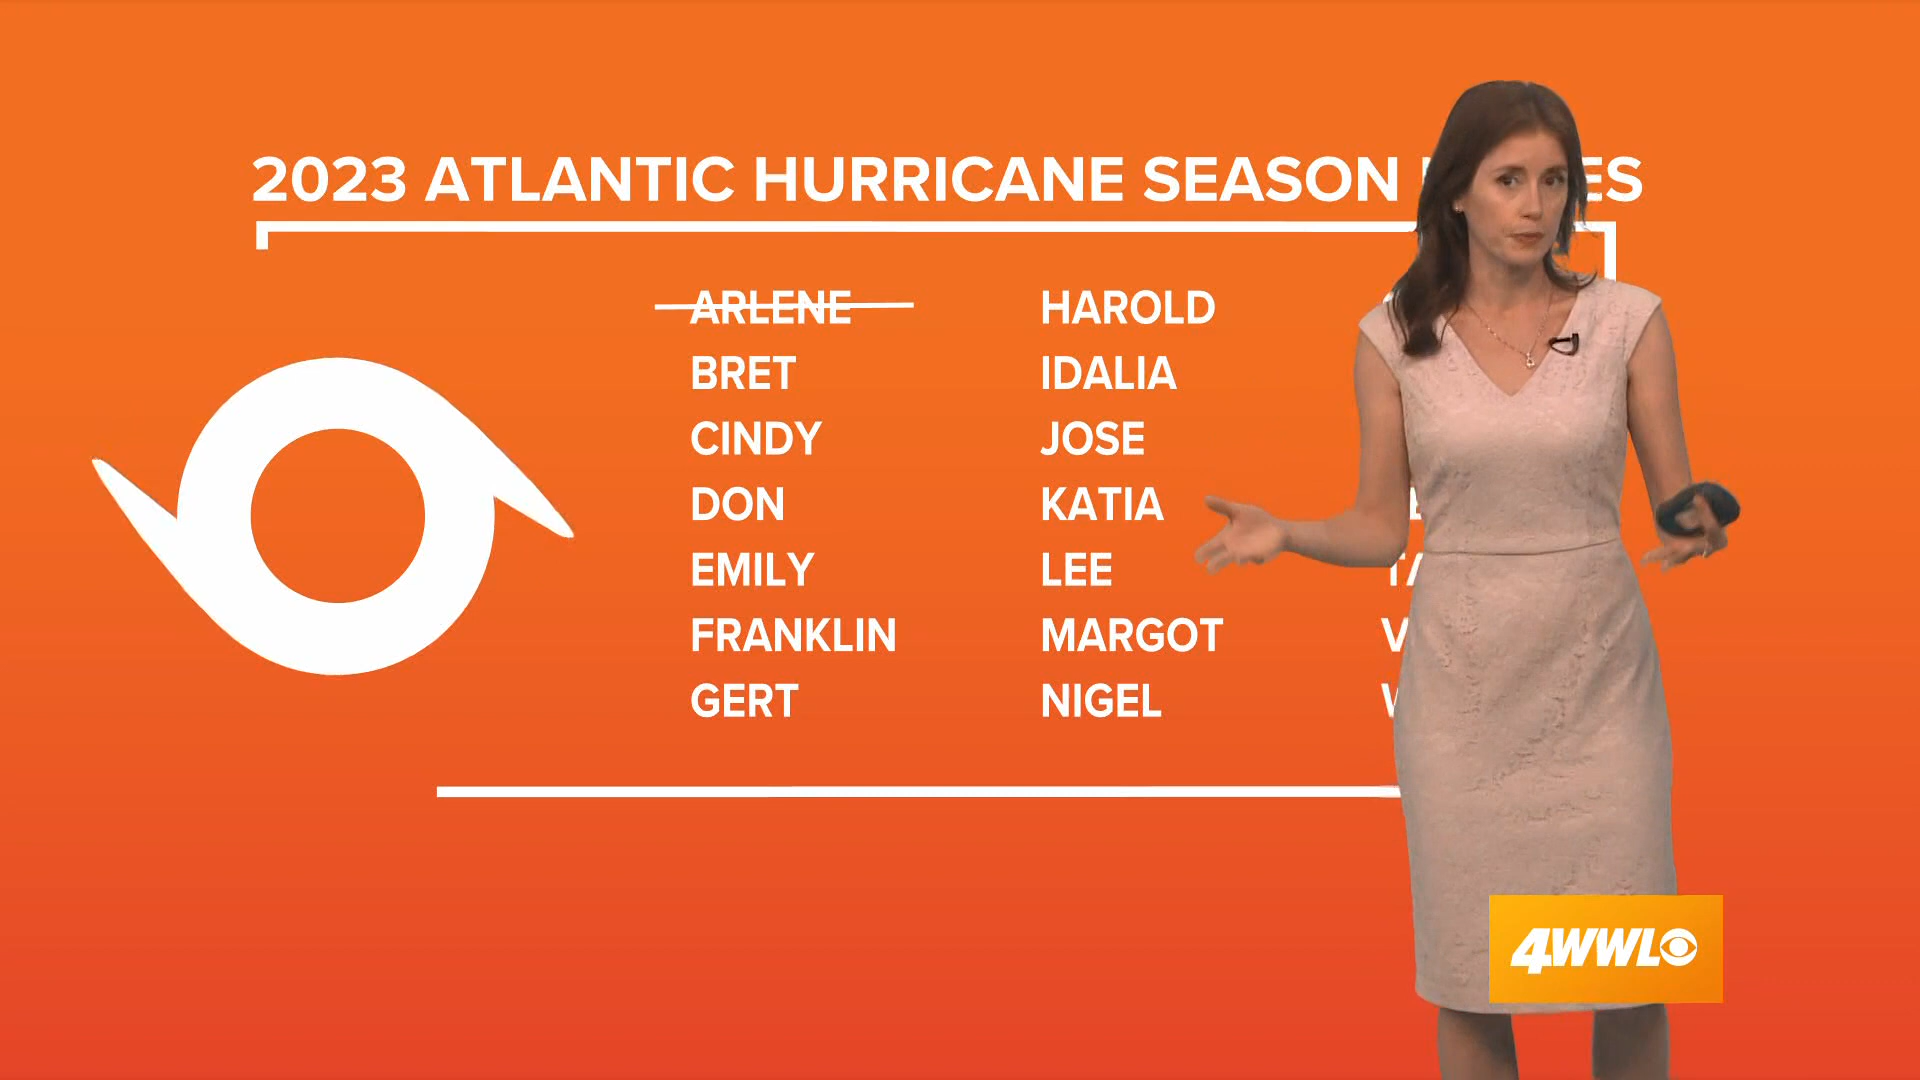 2023 ATLANTIC HURRICANE SEASON
ARLENE
BRET
CINDY
DON
EMILY
FRANKLIN
GERT
HAROLD
IDALIA
JOSE
KATIA
LEE
MARGOT
NIGEL
4WWL